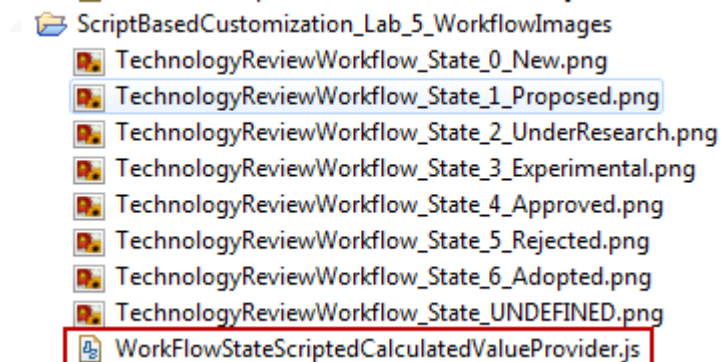 ScriptBasedCustomization_Lab_5_WorkflowImages
TechnologyReviewWorkflow_State_0_New.png
TechnologyReviewWorkflow_State_1_Proposed.png
TechnologyReviewWorkflow_State_2_UnderResearch.png
TechnologyReviewWorkflow_State_3_Experimental.png
TechnologyReviewWorkflow_State_4_Approved.png
TechnologyReviewWorkflow_State_5_Rejected.png
TechnologyReviewWorkflow_State_6_Adopted.png
TechnologyReviewWorkflow_State_UNDEFINED.png
WorkFlowStateScriptedCalculatedValueProvider.js